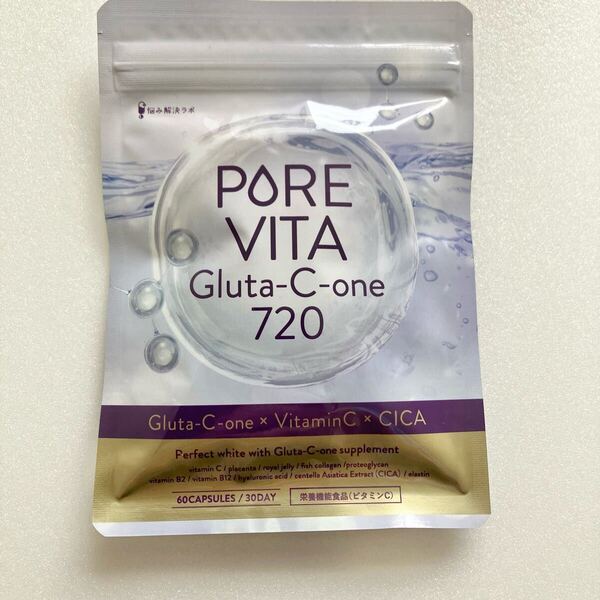 悩み解決ラボ
PORE
VITA
Gluta-C-one
720
Gluta-C-one × VitaminC × CICA
Perfect white with Gluta-C-one supplement
vitamin C / placenta / royal jelly / fish collagen /proteoglycan
vitamin B2 / vitamin B12 / hyaluronic acid / centella Asiatica Extract (CICA) / elastin
60CAPSULES / 30DAY
栄養機能食品(ビタミンC)